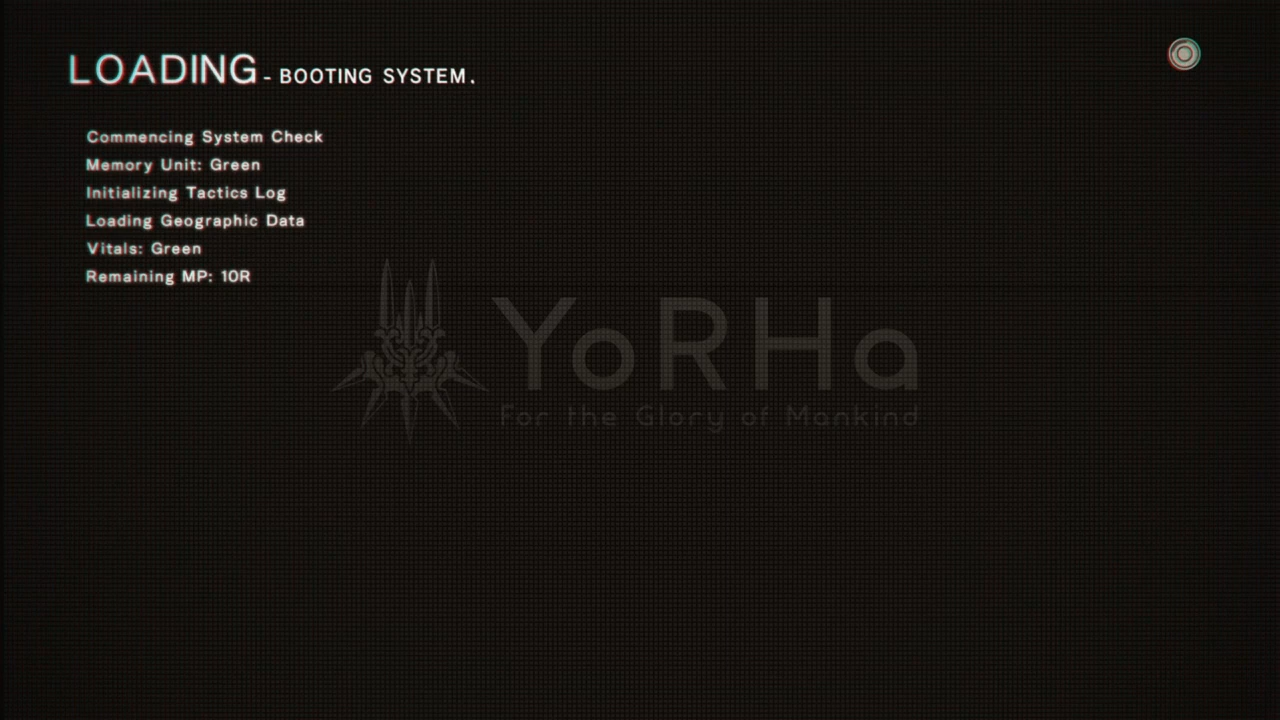 LOADING - BOOTING SYSTEM.
Commencing System Check
Memory Unit: Green
Initializing Tactics Log
Loading Geographic Data
Vitals: Green
Remaining MP: 10R
YoRHa
For the Glory of Mankind